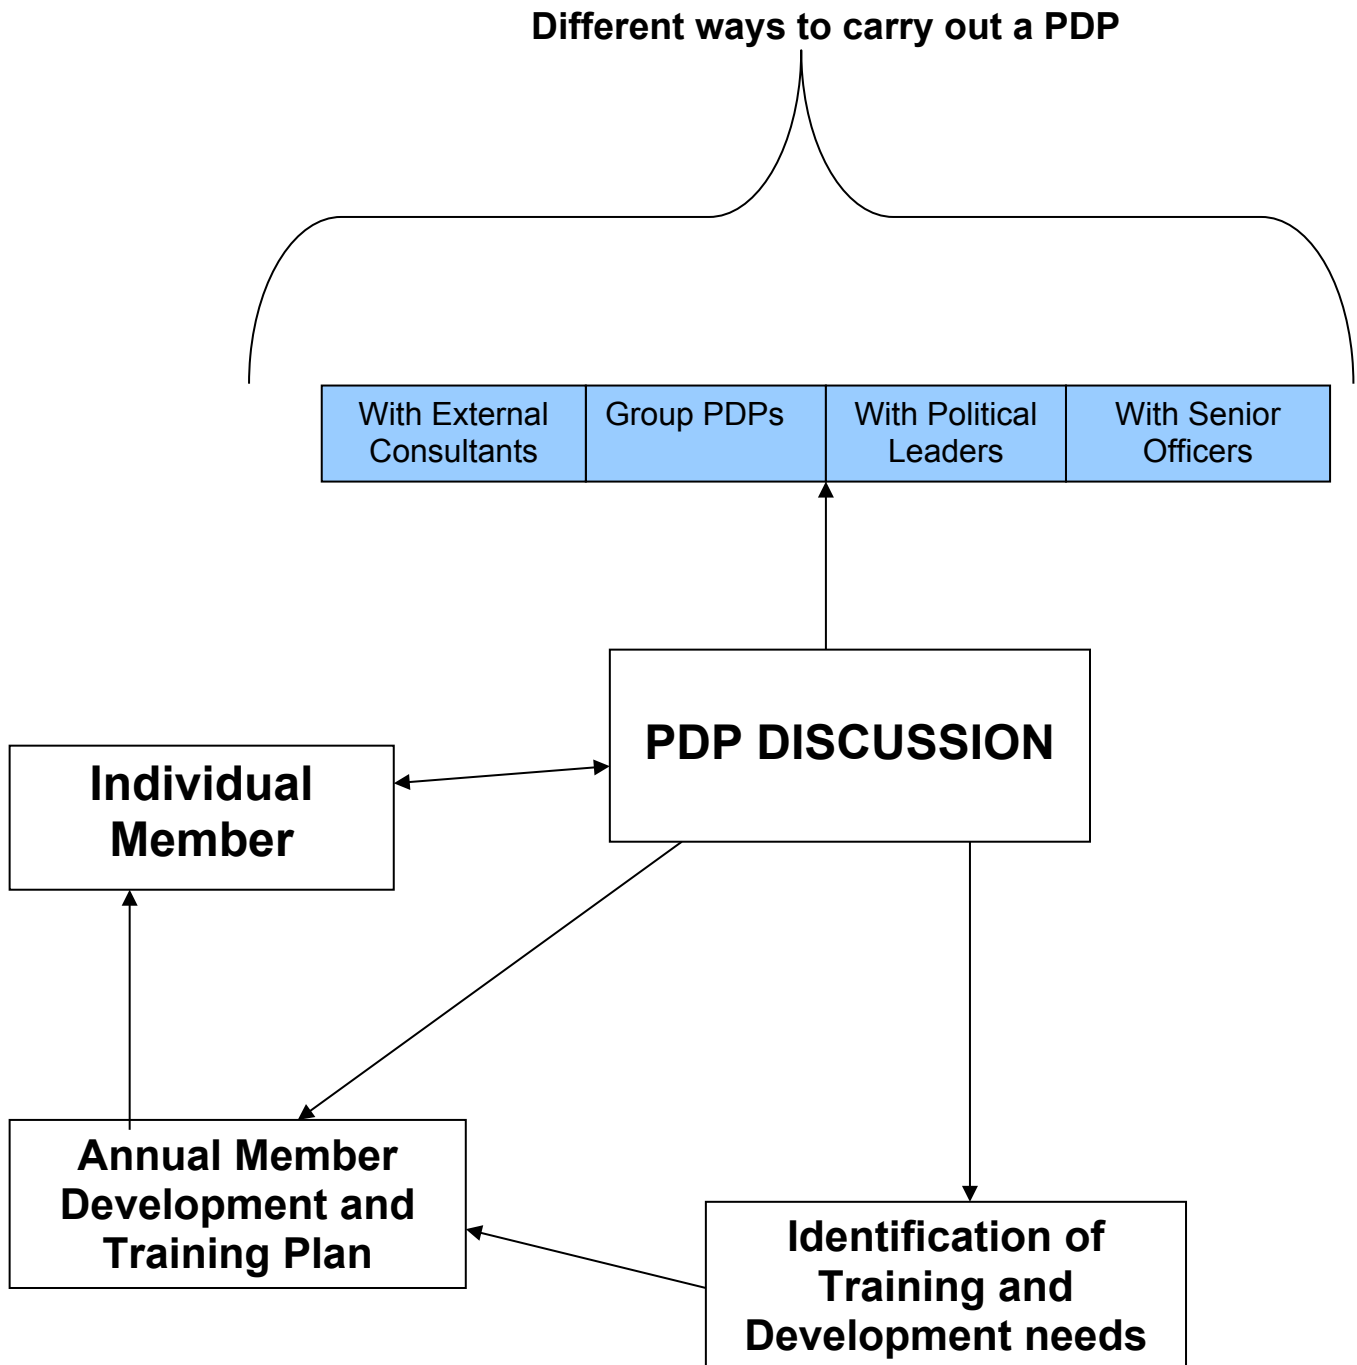 Different ways to carry out a PDP
With External
Consultants
Group PDPs
With Political
Leaders
With Senior
Officers
PDP DISCUSSION
Individual
Member
Annual Member
Development and
Training Plan
Identification of
Training and
Development needs